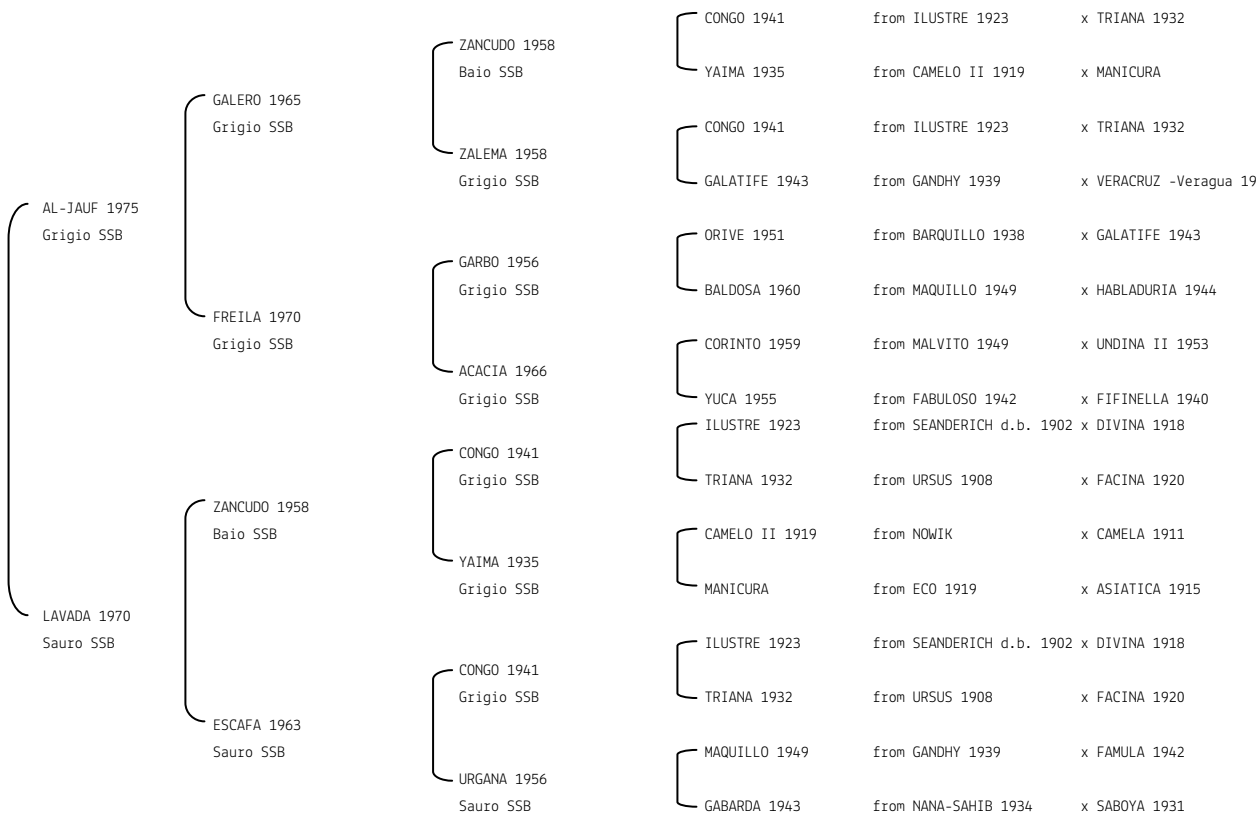 CONGO 1941 from ILUSTRE 1923 x TRIANA 1932
ZANCUDO 1958
Baio SSB
YAIMA 1935 from CAMELO II 1919 x MANICURA
GALERO 1965
Grigio SSB
CONGO 1941 from ILUSTRE 1923 x TRIANA 1932
ZALEMA 1958
Grigio SSB
GALATIFE 1943 from GANDHY 1939 x VERACRUZ -Veragua 19
AL-JAUF 1975
Grigio SSB
ORIVE 1951 from BARQUILLO 1938 x GALATIFE 1943
GARBO 1956
Grigio SSB
BALDOSA 1960 from MAQUILLO 1949 x HABLADURIA 1944
FREILA 1970
Grigio SSB
CORINTO 1959 from MALVITO 1949 x UNDINA II 1953
ACACIA 1966
Grigio SSB
YUCA 1955 from FABULOSO 1942 x FIFINELLA 1940
ILUSTRE 1923 from SEANDERICH d.b. 1902 x DIVINA 1918
CONGO 1941
Grigio SSB
TRIANA 1932 from URSUS 1908 x FACINA 1920
ZANCUDO 1958
Baio SSB
CAMELO II 1919 from NOWIK x CAMELA 1911
YAIMA 1935
Grigio SSB
MANICURA from ECO 1919 x ASIATICA 1915
LAVADA 1970
Sauro SSB
ILUSTRE 1923 from SEANDERICH d.b. 1902 x DIVINA 1918
CONGO 1941
Grigio SSB
TRIANA 1932 from URSUS 1908 x FACINA 1920
ESCAFA 1963
Sauro SSB
MAQUILLO 1949 from GANDHY 1939 x FAMULA 1942
URGANA 1956
Sauro SSB
GABARDA 1943 from NANA-SAHIB 1934 x SABOYA 1931